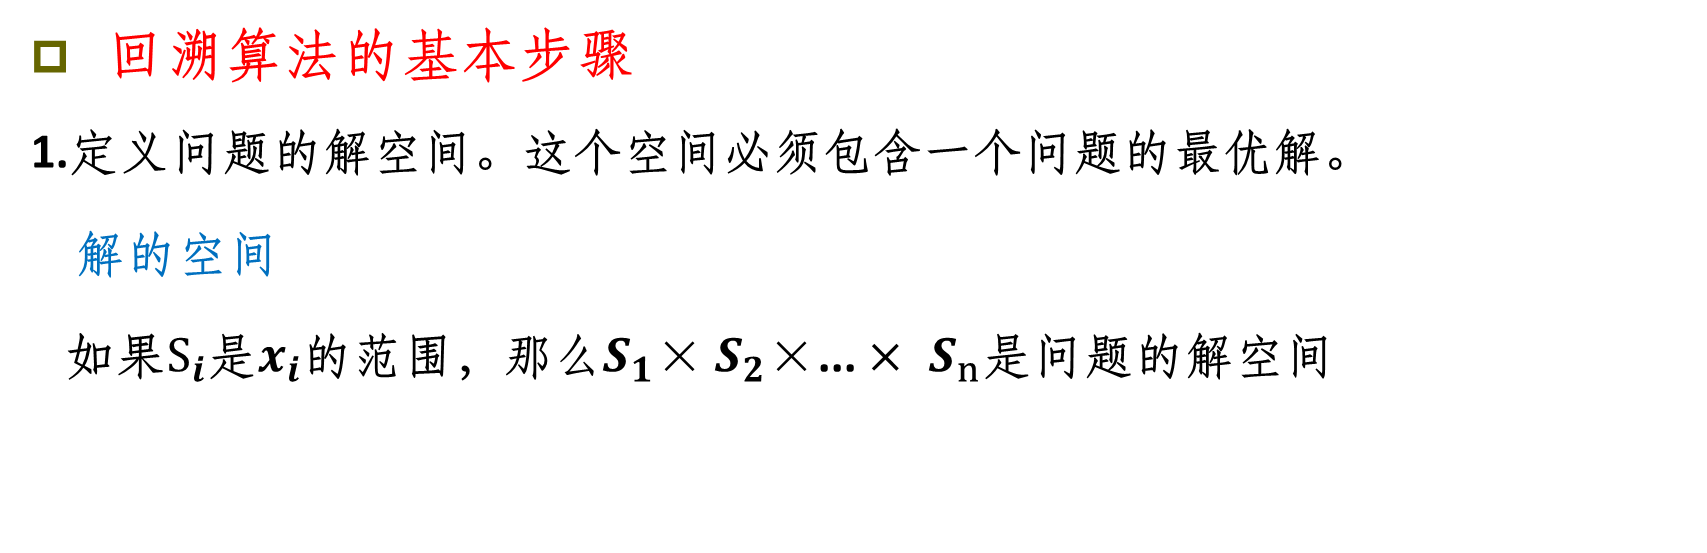 回溯算法的基本步骤
1.定义问题的解空间。这个空间必须包含一个问题的最优解。
解的空间
如果Sᵢ是xᵢ的范围，那么S₁× S₂×…× Sₙ是问题的解空间